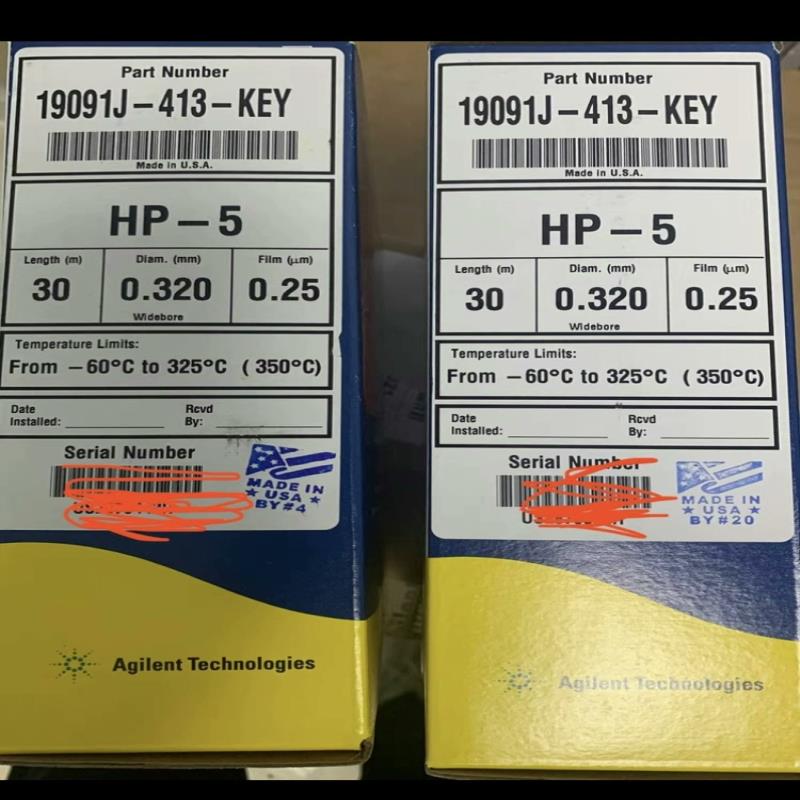 Part Number
19091J-413-KEY
Made in U.S.A.
HP-5
Length (m) Diam. (mm) Film (µm)
30 0.320 0.25
Widebore
Temperature Limits:
From -60°C to 325°C (350°C)
Date Installed: Rcvd By:
Serial Number
MADE IN
USA
BY#4
Agilent Technologies
Part Number
19091J-413-KEY
Made in U.S.A.
HP-5
Length (m) Diam. (mm) Film (µm)
30 0.320 0.25
Widebore
Temperature Limits:
From -60°C to 325°C (350°C)
Date Installed: Rcvd By:
Serial Number
MADE IN
USA
BY#20
Agilent Technologies